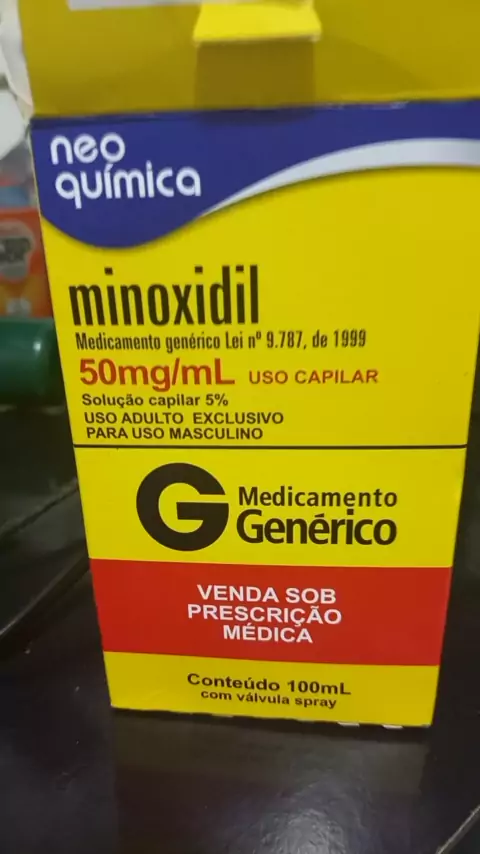 neo
química
minoxidil
Medicamento genérico Lei nº 9.787, de 1999
50mg/mL USO CAPILAR
Solução capilar 5%
USO ADULTO EXCLUSIVO
PARA USO MASCULINO
G Medicamento
Genérico
VENDA SOB
PRESCRIÇÃO
MÉDICA
Conteúdo 100mL
com válvula spray